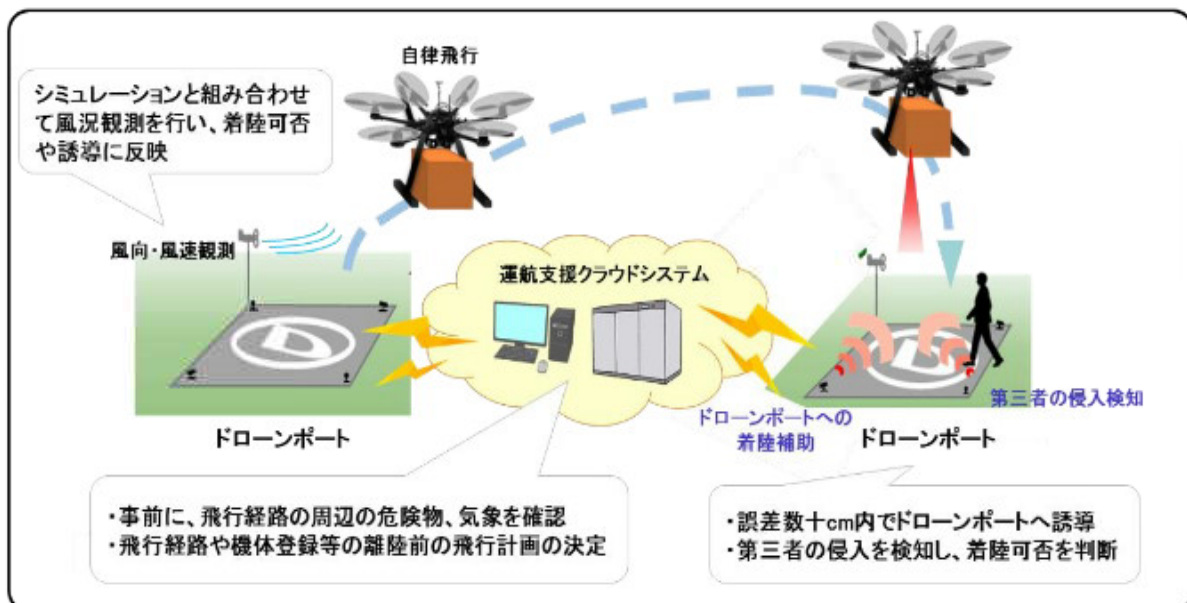 自律飛行
シミュレーションと組み合わせ
て風況観測を行い、着陸可否
や誘導に反映
風向・風速観測
運航支援クラウドシステム
ドローンポート
ドローンポートへの
着陸補助
第三者の侵入検知
ドローンポート
・事前に、飛行経路の周辺の危険物、気象を確認
・飛行経路や機体登録等の離陸前の飛行計画の決定
・誤差数十cm内でドローンポートへ誘導
・第三者の侵入を検知し、着陸可否を判断